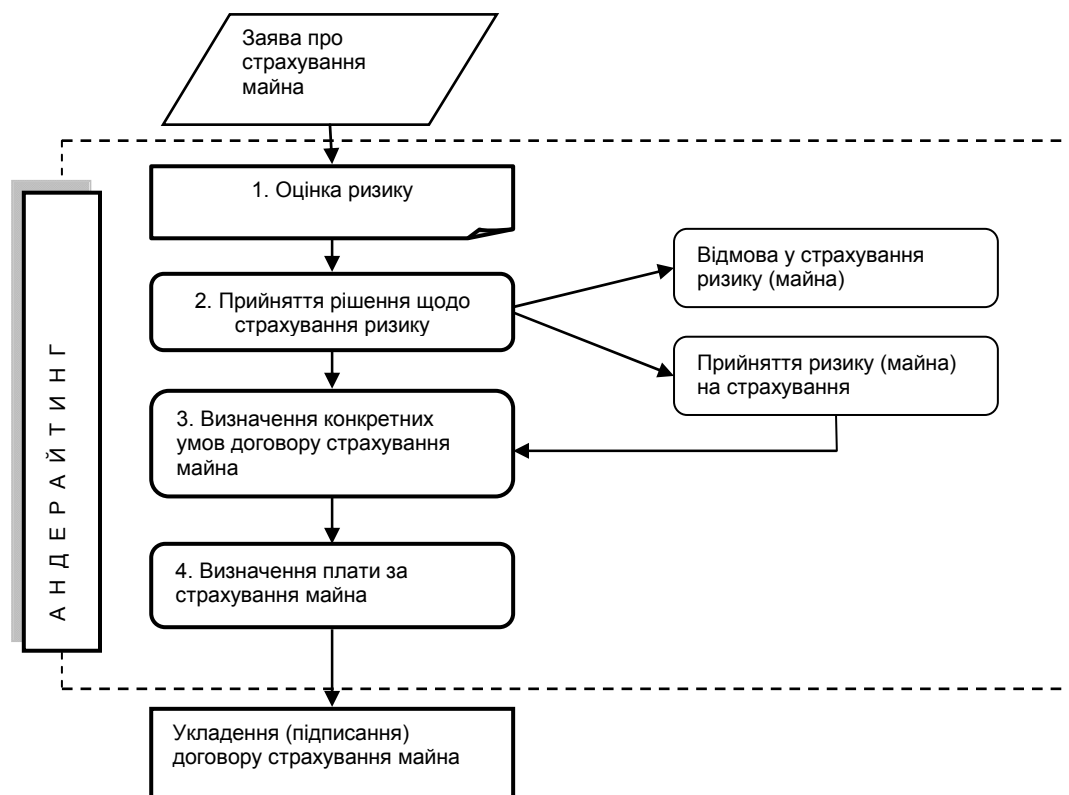 Заява про
страхування
майна
1. Оцінка ризику
2. Прийняття рішення щодо
страхування ризику
Відмова у страхування
ризику (майна)
Прийняття ризику (майна)
на страхування
3. Визначення конкретних
умов договору страхування
майна
4. Визначення плати за
страхування майна
АНДЕРАЙТИНГ
Укладення (підписання)
договору страхування майна